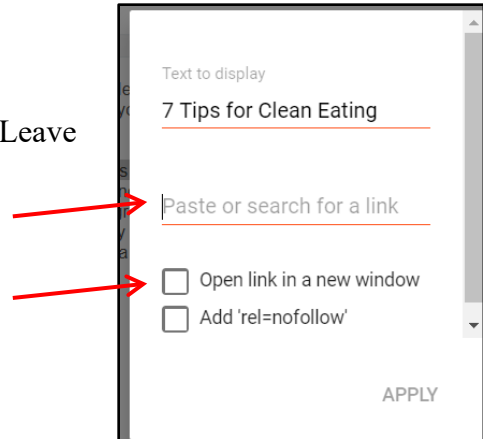 Text to display
7 Tips for Clean Eating
Leave
Paste or search for a link
Open link in a new window
Add 'rel=nofollow'
APPLY